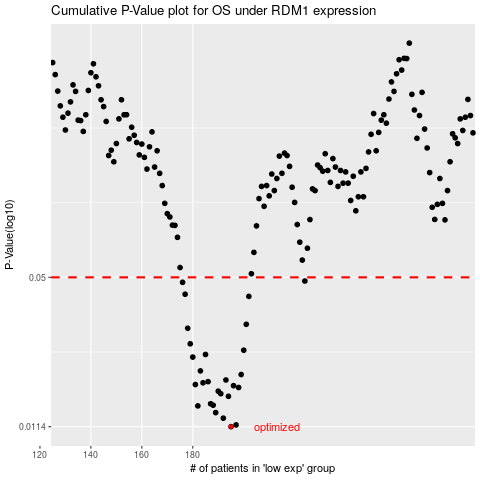 Cumulative P-Value plot for OS under RDM1 expression
P-Value(log10)
0.05
0.0114
optimized
120 140 160 180
# of patients in 'low exp' group